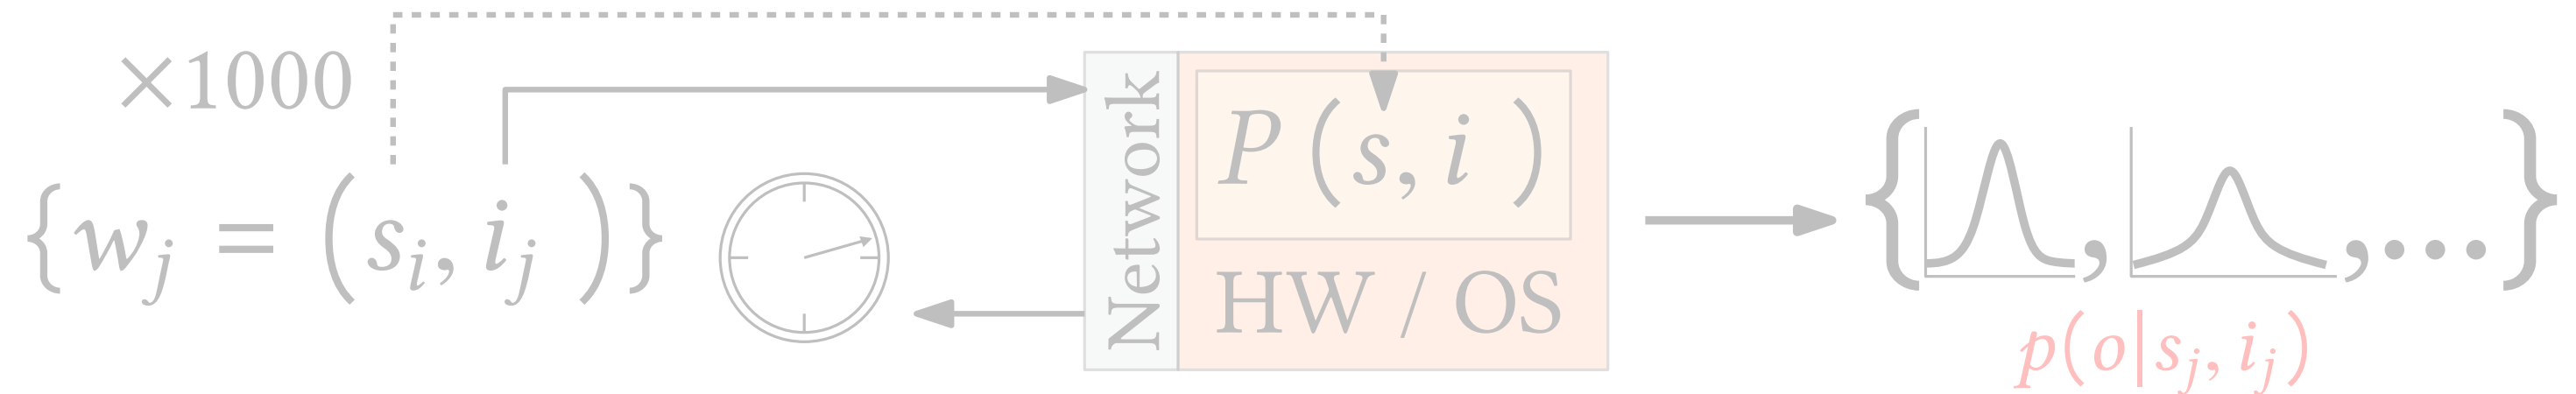 ×1000
{w_j = (s_i, i_j)}
Network
P(s, i)
HW / OS
{ , , ....}
p(o|s_j, i_j)